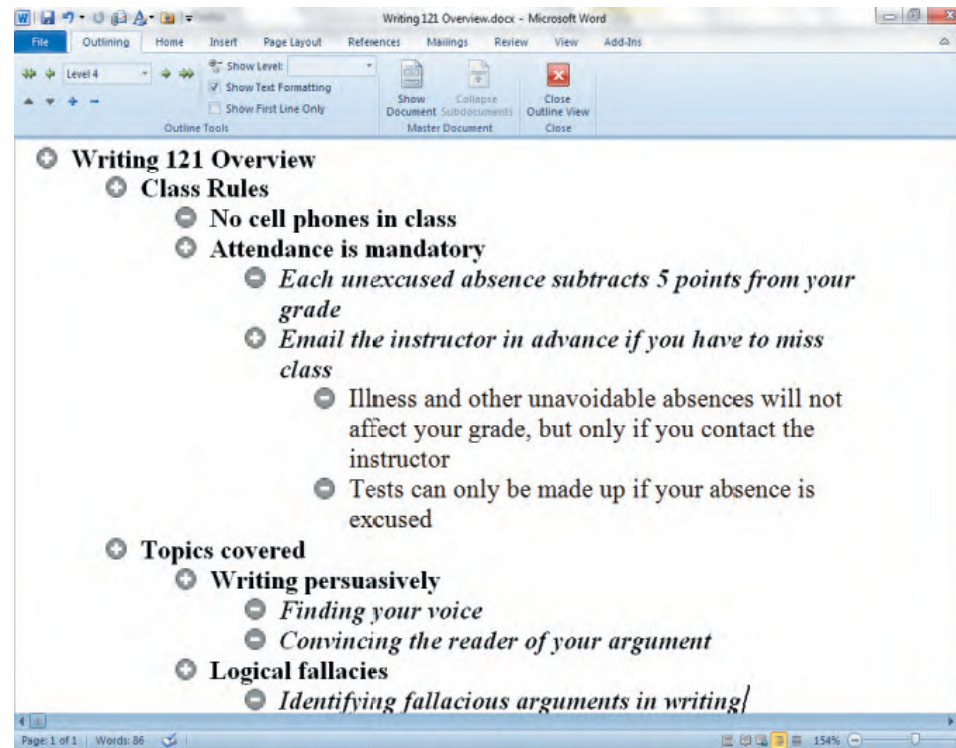 Writing 121 Overview.docx - Microsoft Word
File Outlining Home Insert Page Layout References Mailings Review View Add-Ins
Level 4
Show Level:
Show Text Formatting
Show First Line Only
Outline Tools
Show Document
Collapse Subdocuments
Master Document
Close Outline View
Close
Writing 121 Overview
Class Rules
No cell phones in class
Attendance is mandatory
Each unexcused absence subtracts 5 points from your
grade
Email the instructor in advance if you have to miss
class
Illness and other unavoidable absences will not
affect your grade, but only if you contact the
instructor
Tests can only be made up if your absence is
excused
Topics covered
Writing persuasively
Finding your voice
Convincing the reader of your argument
Logical fallacies
Identifying fallacious arguments in writing
Page: 1 of 1 Words: 86 154%